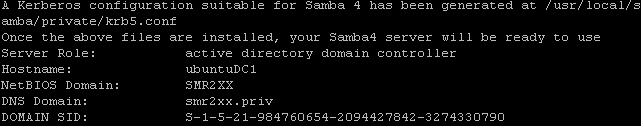 A Kerberos configuration suitable for Samba 4 has been generated at /usr/local/s
amba/private/krb5.conf
Once the above files are installed, your Samba4 server will be ready to use
Server Role:           active directory domain controller
Hostname:              ubuntuDC1
NetBIOS Domain:        SMR2XX
DNS Domain:            smr2xx.priv
DOMAIN SID:            S-1-5-21-984760654-2094427842-3274330790